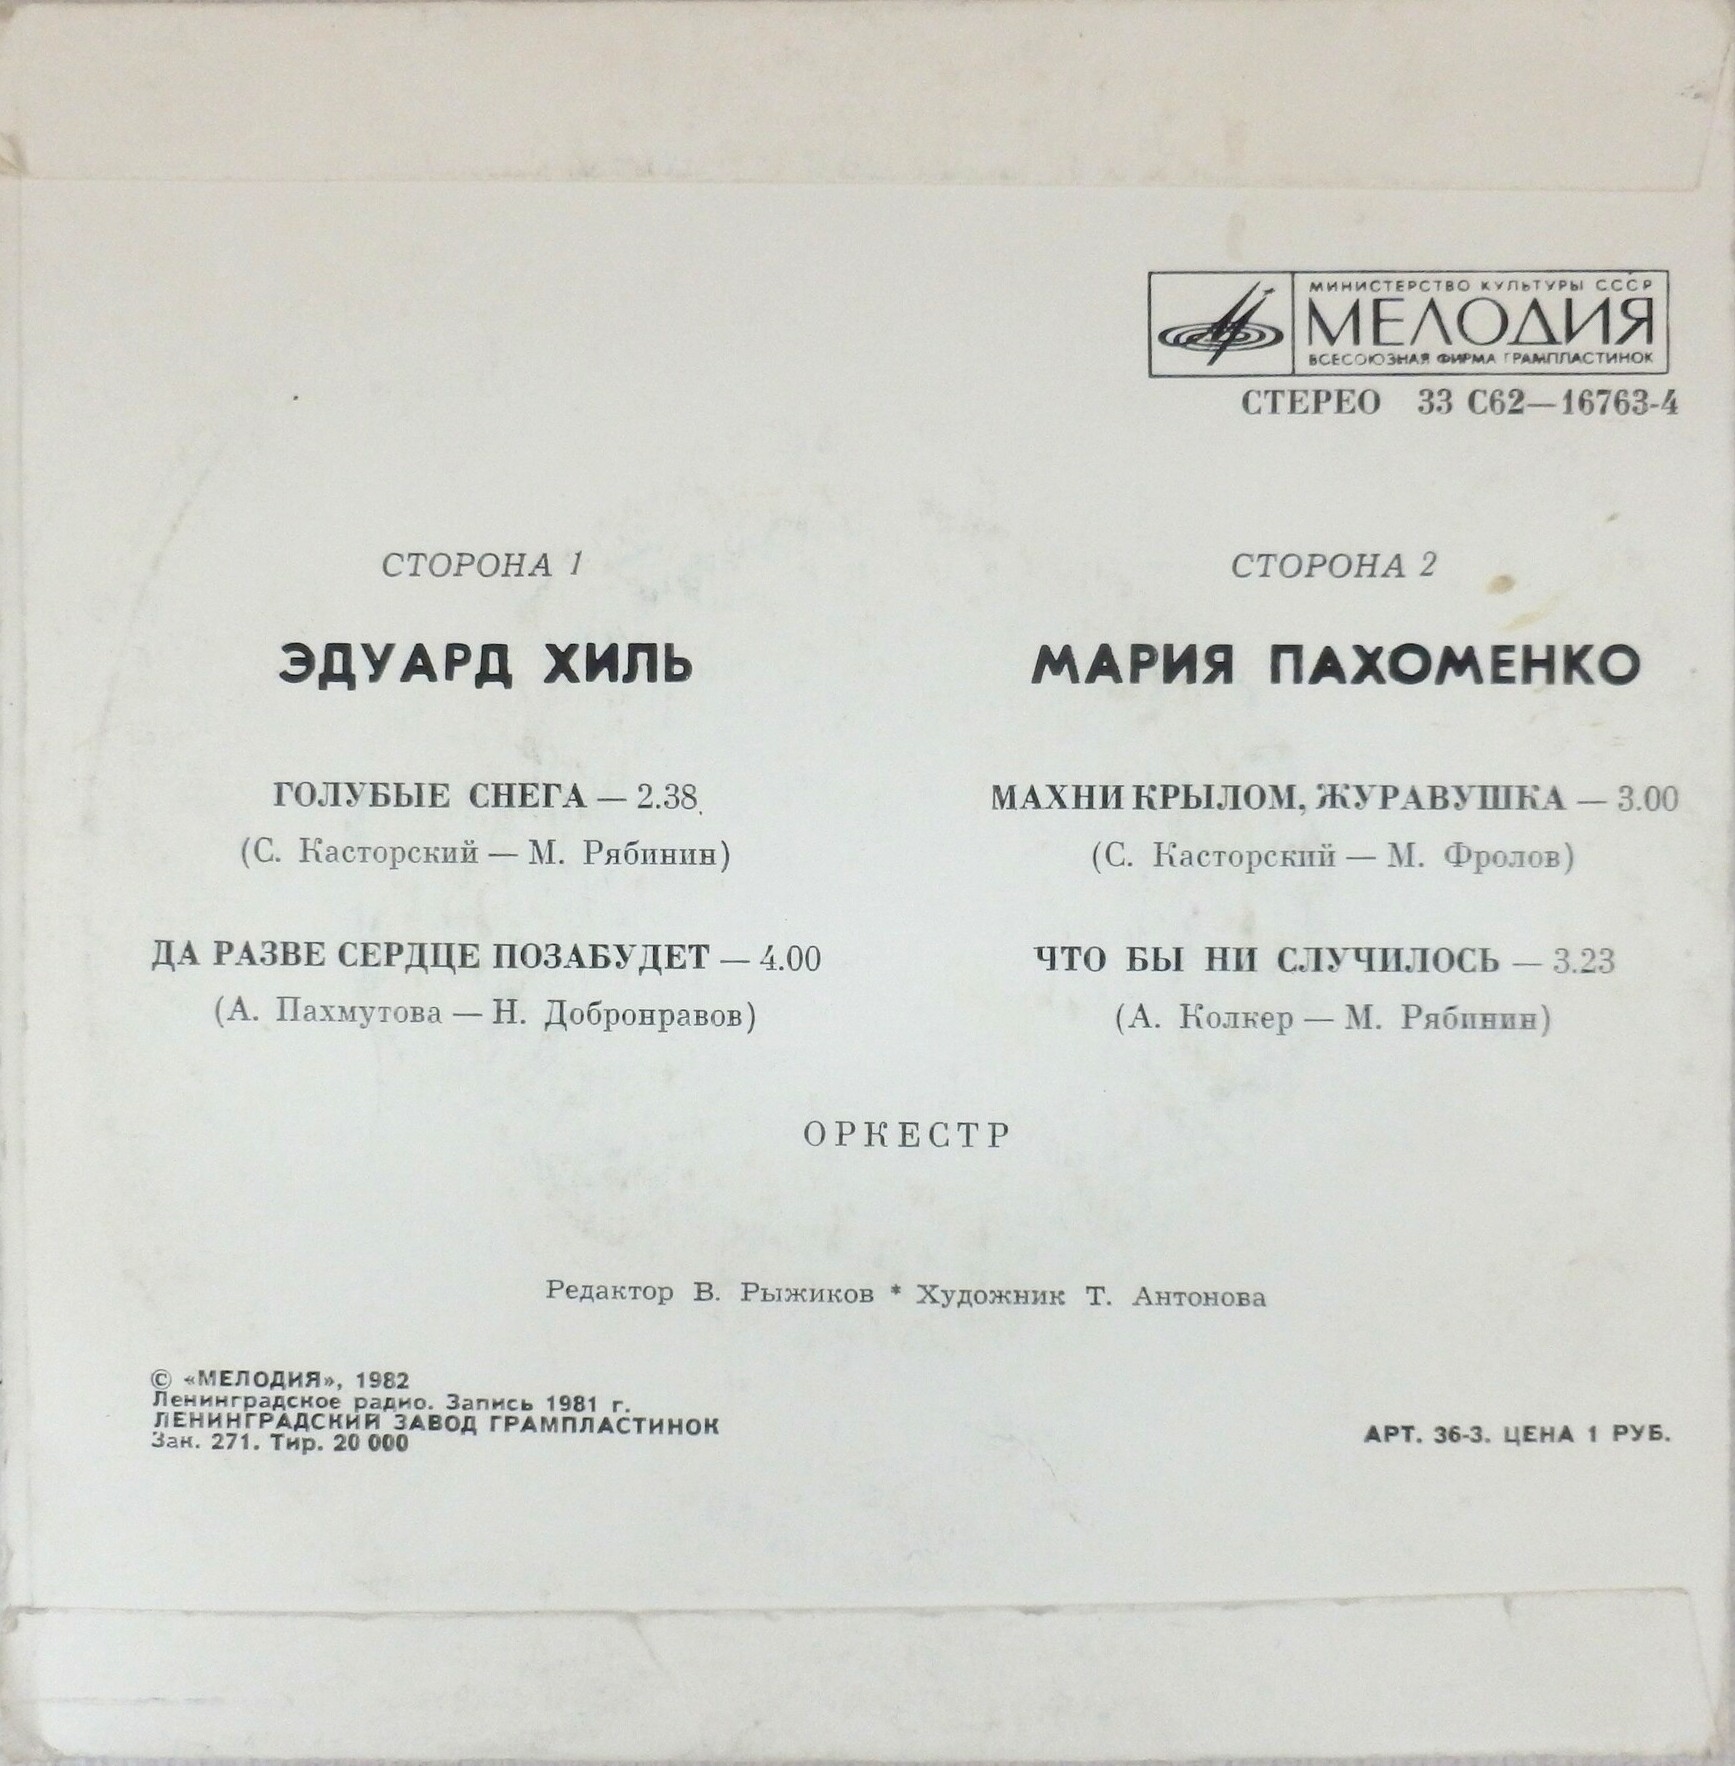 МИНИСТЕРСТВО КУЛЬТУРЫ СССР
МЕЛОДИЯ
ВСЕСОЮЗНАЯ ФИРМА ГРАМПЛАСТИНОК
СТЕРЕО 33 С62—16763-4
СТОРОНА 1
ЭДУАРД ХИЛЬ
ГОЛУБЫЕ СНЕГА — 2.38
(С. Касторский — М. Рябинин)
ДА РАЗВЕ СЕРДЦЕ ПОЗАБУДЕТ — 4.00
(А. Пахмутова — Н. Добронравов)
СТОРОНА 2
МАРИЯ ПАХОМЕНКО
МАХНИ КРЫЛОМ, ЖУРАВУШКА — 3.00
(С. Касторский — М. Фролов)
ЧТО БЫ НИ СЛУЧИЛОСЬ — 3.23
(А. Колкер — М. Рябинин)
ОРКЕСТР
Редактор В. Рыжиков * Художник Т. Антонова
© «МЕЛОДИЯ», 1982
Ленинградское радио. Запись 1981 г.
ЛЕНИНГРАДСКИЙ ЗАВОД ГРАМПЛАСТИНОК
Зак. 271. Тир. 20 000
АРТ. 36-3. ЦЕНА 1 РУБ.